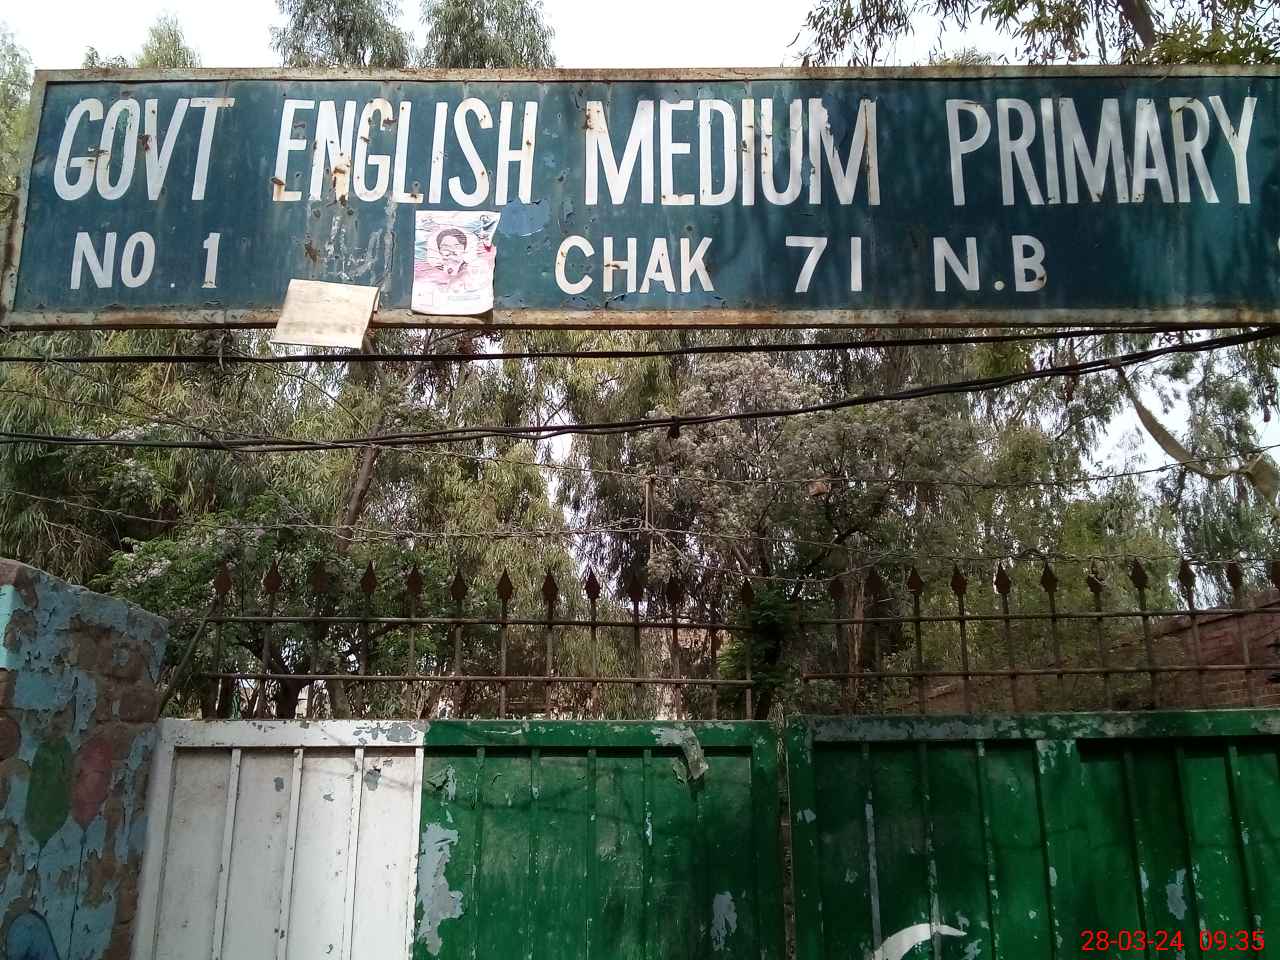 GOVT ENGLISH MEDIUM PRIMARY
NO. 1 CHAK 71 N.B
28-03-24 09:35